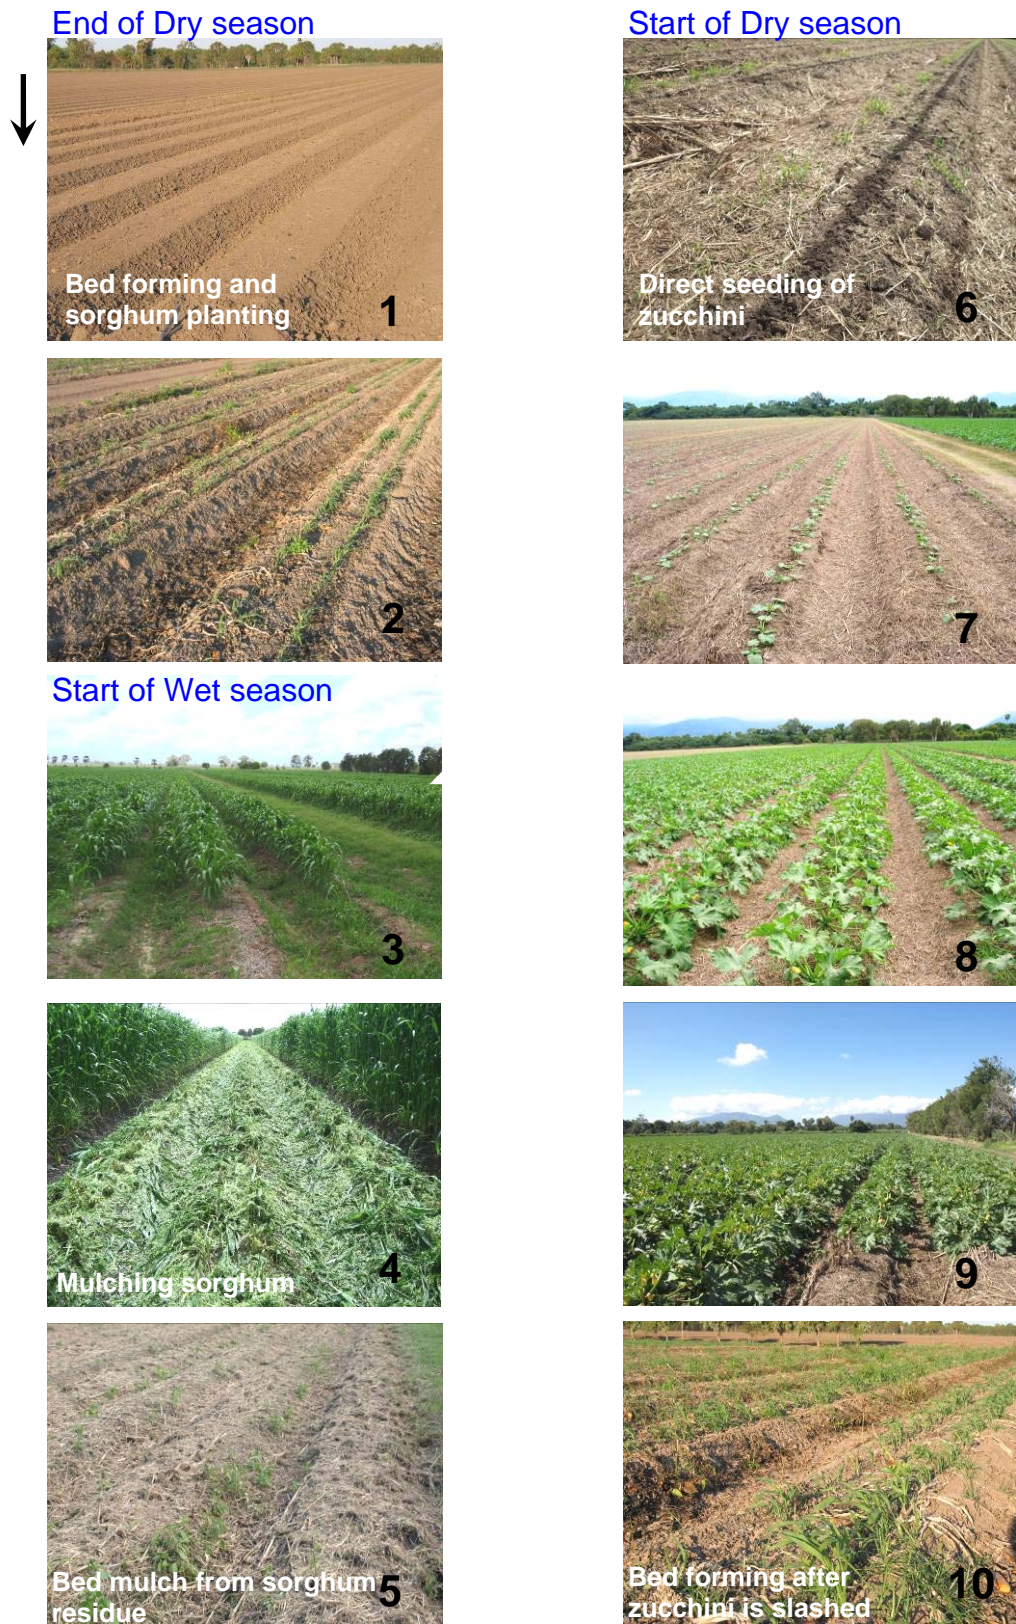 End of Dry season
Bed forming and
sorghum planting
1
2
Start of Wet season
3
Mulching sorghum
4
Bed mulch from sorghum
residue
5
Start of Dry season
Direct seeding of
zucchini
6
7
8
9
Bed forming after
zucchini is slashed
10